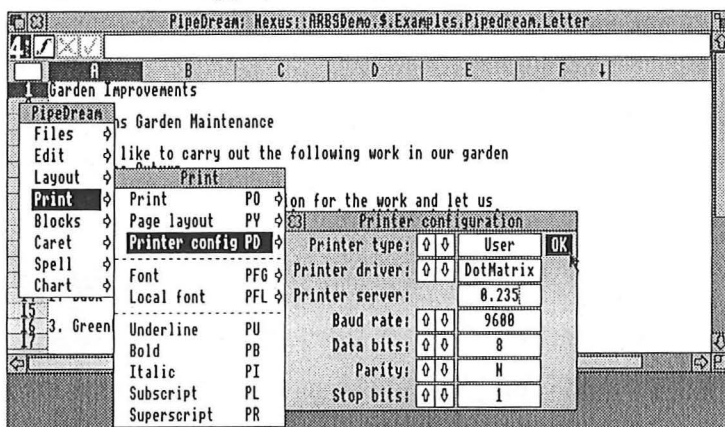 PipeDream: Nexus::ARBSDemo.$.Examples.Pipedream.Letter
4
A B C D E F
1 Garden Improvements
PipeDream
Files
Edit
Layout
Print
Blocks
Caret
Spell
Chart
ns Garden Maintenance
like to carry out the following work in our garden
ion for the work and let us
Print
Print PO
Page layout PY
Printer config PD
Font PFG
Local font PFL
Underline PU
Bold PB
Italic PI
Subscript PL
Superscript PR
Printer configuration
Printer type: User OK
Printer driver: DotMatrix
Printer server: 0.235
Baud rate: 9600
Data bits: 8
Parity: N
Stop bits: 1
15
16 3. Green
17